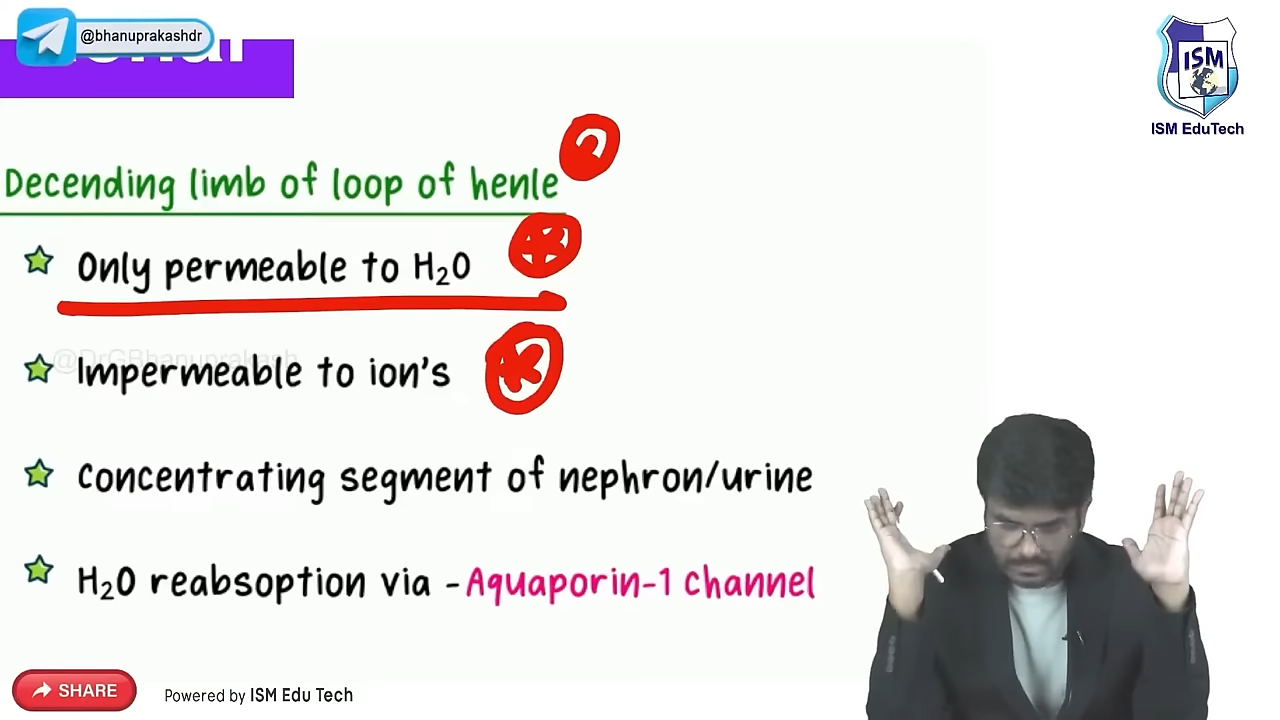 @bhanuprakashdr
ISM
ISM EduTech
Decending limb of loop of henle
Only permeable to H₂O
@DrGBhanuprakash
Impermeable to ion's
Concentrating segment of nephron/urine
H₂O reabsoption via - Aquaporin-1 channel
SHARE
Powered by ISM Edu Tech